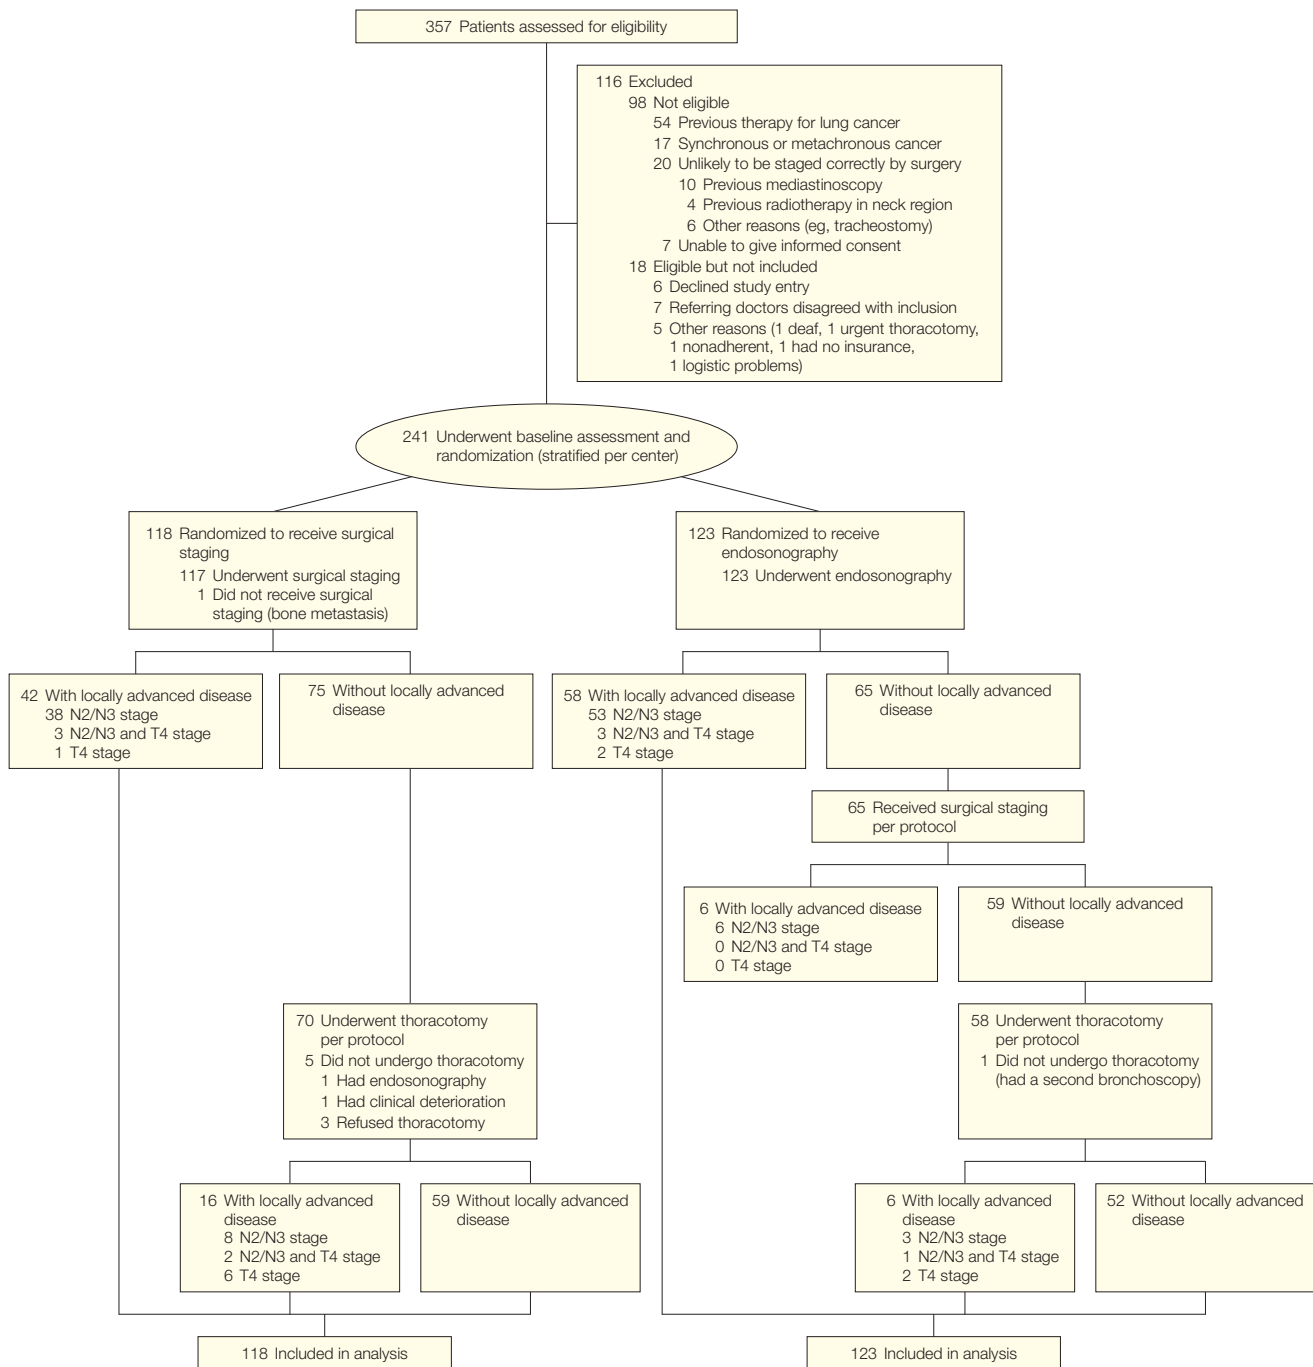 357 Patients assessed for eligibility
116 Excluded
98 Not eligible
54 Previous therapy for lung cancer
17 Synchronous or metachronous cancer
20 Unlikely to be staged correctly by surgery
10 Previous mediastinoscopy
4 Previous radiotherapy in neck region
6 Other reasons (eg, tracheostomy)
7 Unable to give informed consent
18 Eligible but not included
6 Declined study entry
7 Referring doctors disagreed with inclusion
5 Other reasons (1 deaf, 1 urgent thoracotomy,
1 nonadherent, 1 had no insurance,
1 logistic problems)
241 Underwent baseline assessment and
randomization (stratified per center)
118 Randomized to receive surgical
staging
117 Underwent surgical staging
1 Did not receive surgical
staging (bone metastasis)
123 Randomized to receive
endosonography
123 Underwent endosonography
42 With locally advanced disease
38 N2/N3 stage
3 N2/N3 and T4 stage
1 T4 stage
75 Without locally advanced
disease
58 With locally advanced disease
53 N2/N3 stage
3 N2/N3 and T4 stage
2 T4 stage
65 Without locally advanced
disease
65 Received surgical staging
per protocol
6 With locally advanced disease
6 N2/N3 stage
0 N2/N3 and T4 stage
0 T4 stage
59 Without locally advanced
disease
70 Underwent thoracotomy
per protocol
5 Did not undergo thoracotomy
1 Had endosonography
1 Had clinical deterioration
3 Refused thoracotomy
58 Underwent thoracotomy
per protocol
1 Did not undergo thoracotomy
(had a second bronchoscopy)
16 With locally advanced
disease
8 N2/N3 stage
2 N2/N3 and T4 stage
6 T4 stage
59 Without locally advanced
disease
6 With locally advanced
disease
3 N2/N3 stage
1 N2/N3 and T4 stage
2 T4 stage
52 Without locally advanced
disease
118 Included in analysis
123 Included in analysis